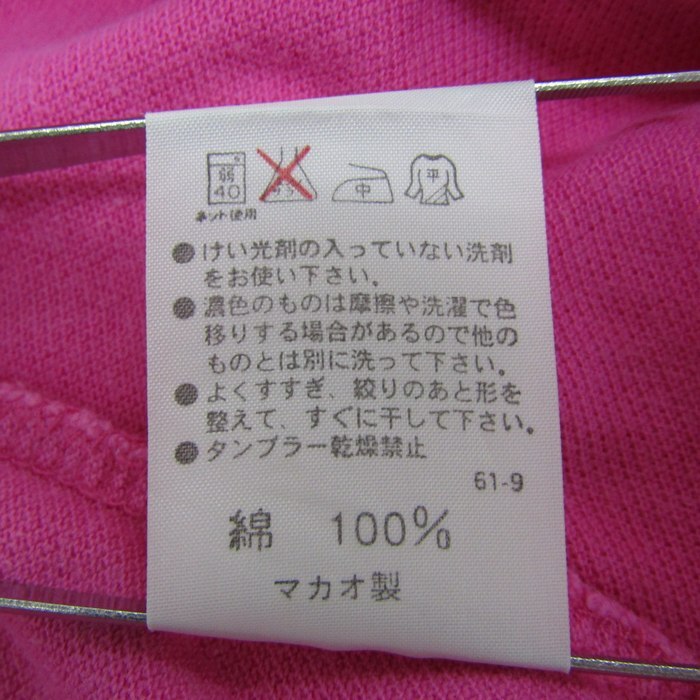 弱
40
中
平
ネット使用
●けい光剤の入っていない洗剤
をお使い下さい。
●濃色のものは摩擦や洗濯で色
移りする場合があるので他の
ものとは別に洗って下さい。
●よくすすぎ、絞りのあと形を
整えて、すぐに干して下さい。
●タンブラー乾燥禁止
61-9
綿 100%
マカオ製